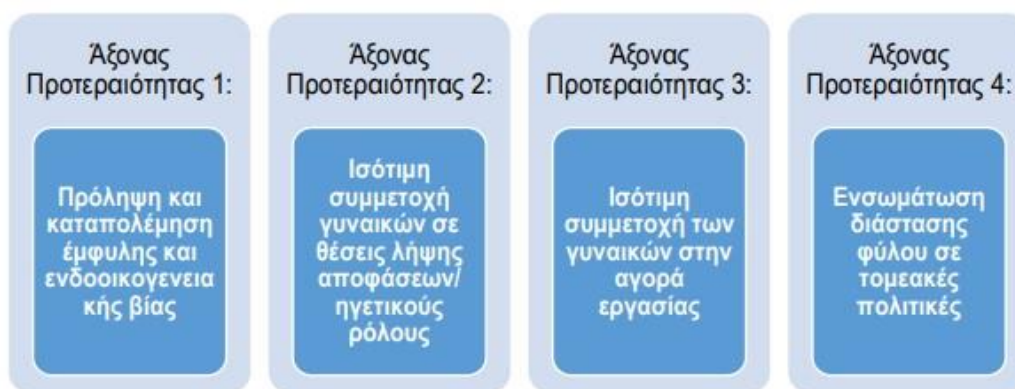 Άξονας
Προτεραιότητας 1:
Πρόληψη και
καταπολέμηση
έμφυλης και
ενδοοικογενεια
κής βίας
Άξονας
Προτεραιότητας 2:
Ισότιμη
συμμετοχή
γυναικών σε
θέσεις λήψης
αποφάσεων/
ηγετικούς
ρόλους
Άξονας
Προτεραιότητας 3:
Ισότιμη
συμμετοχή των
γυναικών στην
αγορά
εργασίας
Άξονας
Προτεραιότητας 4:
Ενσωμάτωση
διάστασης
φύλου σε
τομεακές
πολιτικές